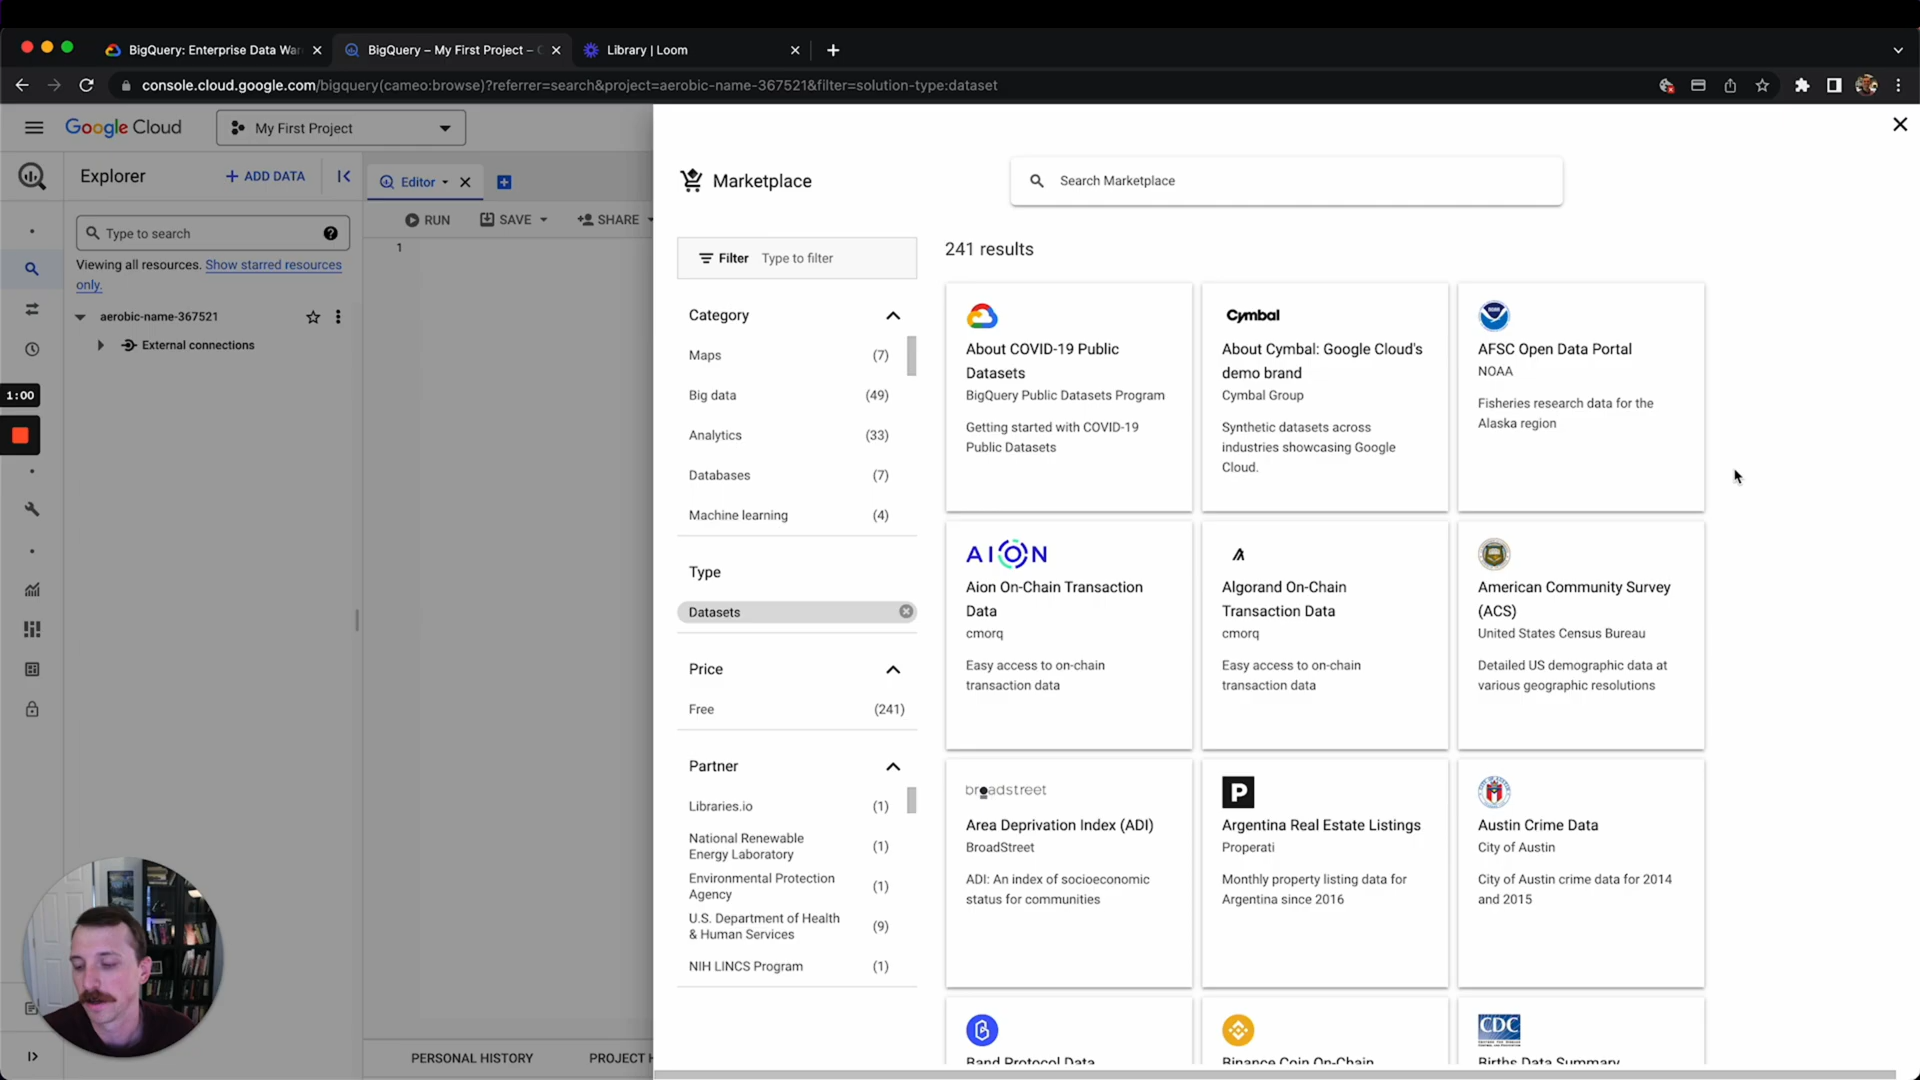 BigQuery: Enterprise Data War
BigQuery – My First Project –
Library | Loom
console.cloud.google.com/bigquery(cameo:browse)?referrer=search&project=aerobic-name-367521&filter=solution-type:dataset
Google Cloud
My First Project
Explorer
+ ADD DATA
Editor
Type to search
Viewing all resources. Show starred resources
only.
aerobic-name-367521
External connections
RUN
SAVE
SHARE
1
1:00
PERSONAL HISTORY
PROJECT H
Marketplace
Search Marketplace
Filter
Type to filter
241 results
Category
Maps (7)
Big data (49)
Analytics (33)
Databases (7)
Machine learning (4)
Type
Datasets
Price
Free (241)
Partner
Libraries.io (1)
National Renewable
Energy Laboratory (1)
Environmental Protection
Agency (1)
U.S. Department of Health
& Human Services (9)
NIH LINCS Program (1)
About COVID-19 Public
Datasets
BigQuery Public Datasets Program
Getting started with COVID-19
Public Datasets
Cymbal
About Cymbal: Google Cloud's
demo brand
Cymbal Group
Synthetic datasets across
industries showcasing Google
Cloud.
AFSC Open Data Portal
NOAA
Fisheries research data for the
Alaska region
AION
Aion On-Chain Transaction
Data
cmorq
Easy access to on-chain
transaction data
Algorand On-Chain
Transaction Data
cmorq
Easy access to on-chain
transaction data
American Community Survey
(ACS)
United States Census Bureau
Detailed US demographic data at
various geographic resolutions
broadstreet
Area Deprivation Index (ADI)
BroadStreet
ADI: An index of socioeconomic
status for communities
P
Argentina Real Estate Listings
Properati
Monthly property listing data for
Argentina since 2016
Austin Crime Data
City of Austin
City of Austin crime data for 2014
and 2015
Band Protocol Data
Binance Coin On-Chain
CDC
Births Data Summary